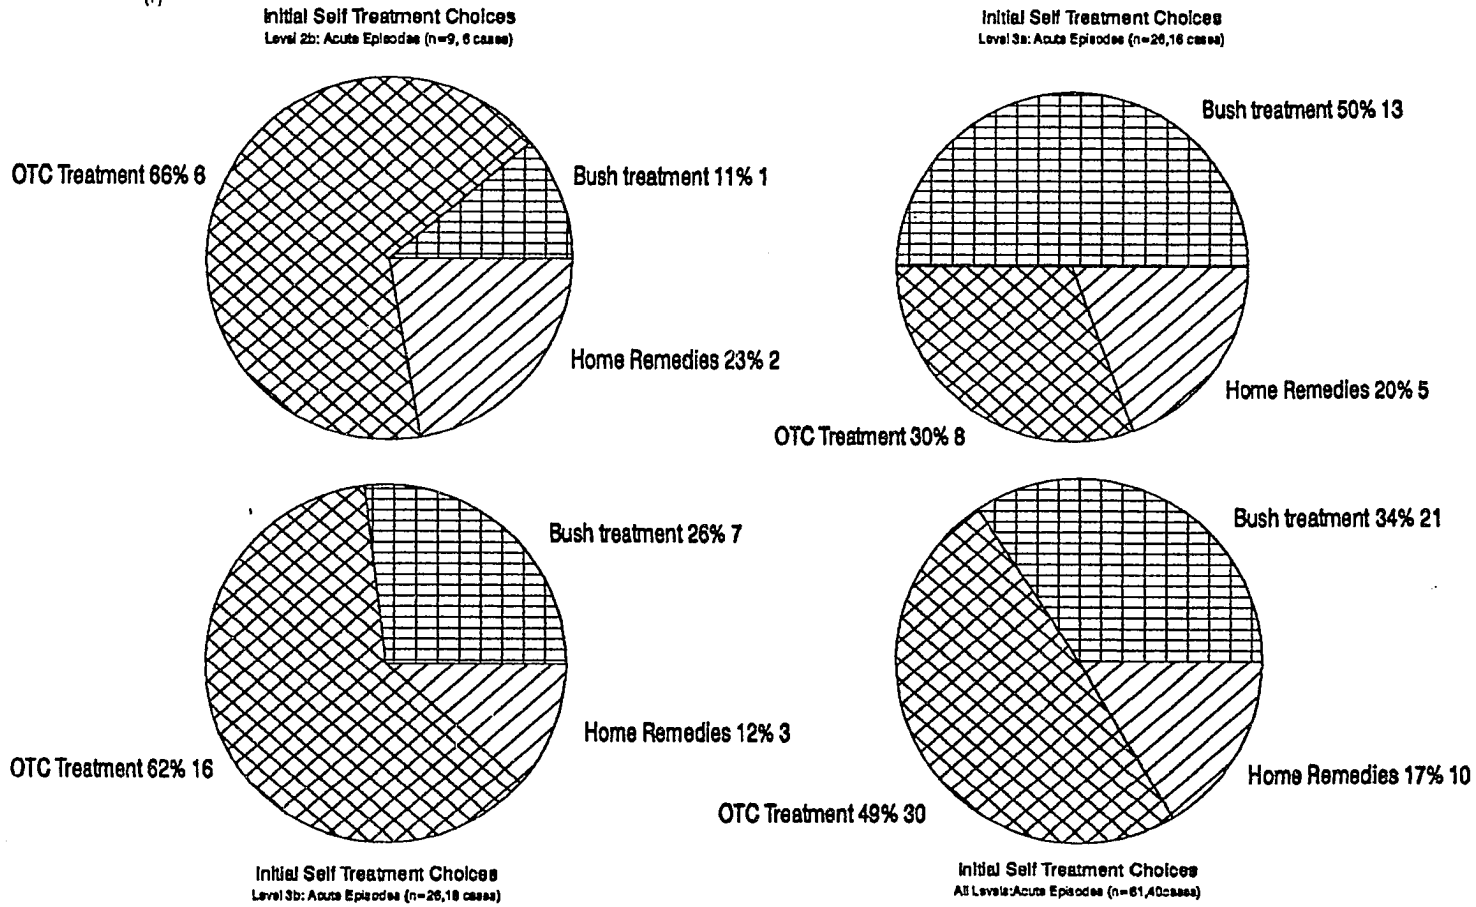 Initial Self Treatment Choices
Level 2b: Acute Episodes (n=9, 6 cases)
OTC Treatment 66% 6
Bush treatment 11% 1
Home Remedies 23% 2
Initial Self Treatment Choices
Level 3a: Acute Episodes (n=26,16 cases)
Bush treatment 50% 13
Home Remedies 20% 5
OTC Treatment 30% 8
Bush treatment 26% 7
Home Remedies 12% 3
OTC Treatment 62% 16
Initial Self Treatment Choices
Level 3b: Acute Episodes (n=26,18 cases)
Bush treatment 34% 21
Home Remedies 17% 10
OTC Treatment 49% 30
Initial Self Treatment Choices
All Levels:Acute Episodes (n=61,40cases)